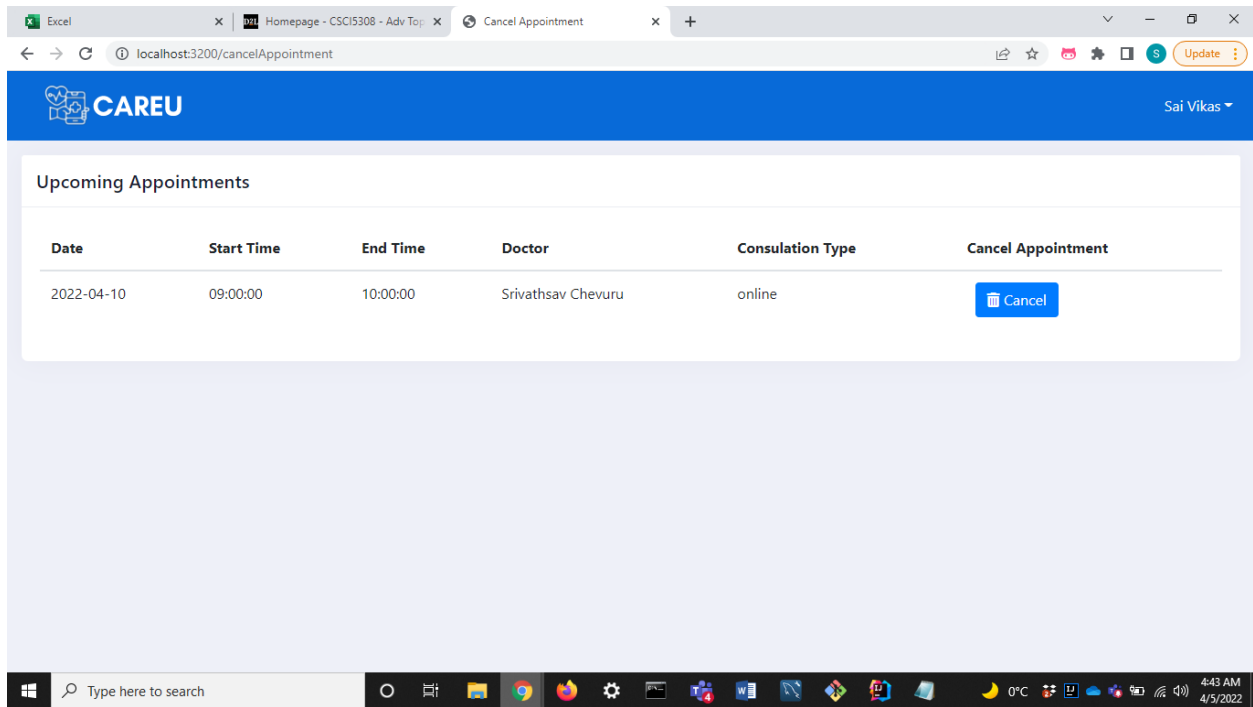 Excel
DZL Homepage - CSCI5308 - Adv Top
Cancel Appointment
localhost:3200/cancelAppointment
S
Update
CAREU
Sai Vikas
Upcoming Appointments
Date Start Time End Time Doctor Consulation Type Cancel Appointment
2022-04-10 09:00:00 10:00:00 Srivathsav Chevuru online Cancel
Type here to search
4
0°C
4:43 AM
4/5/2022